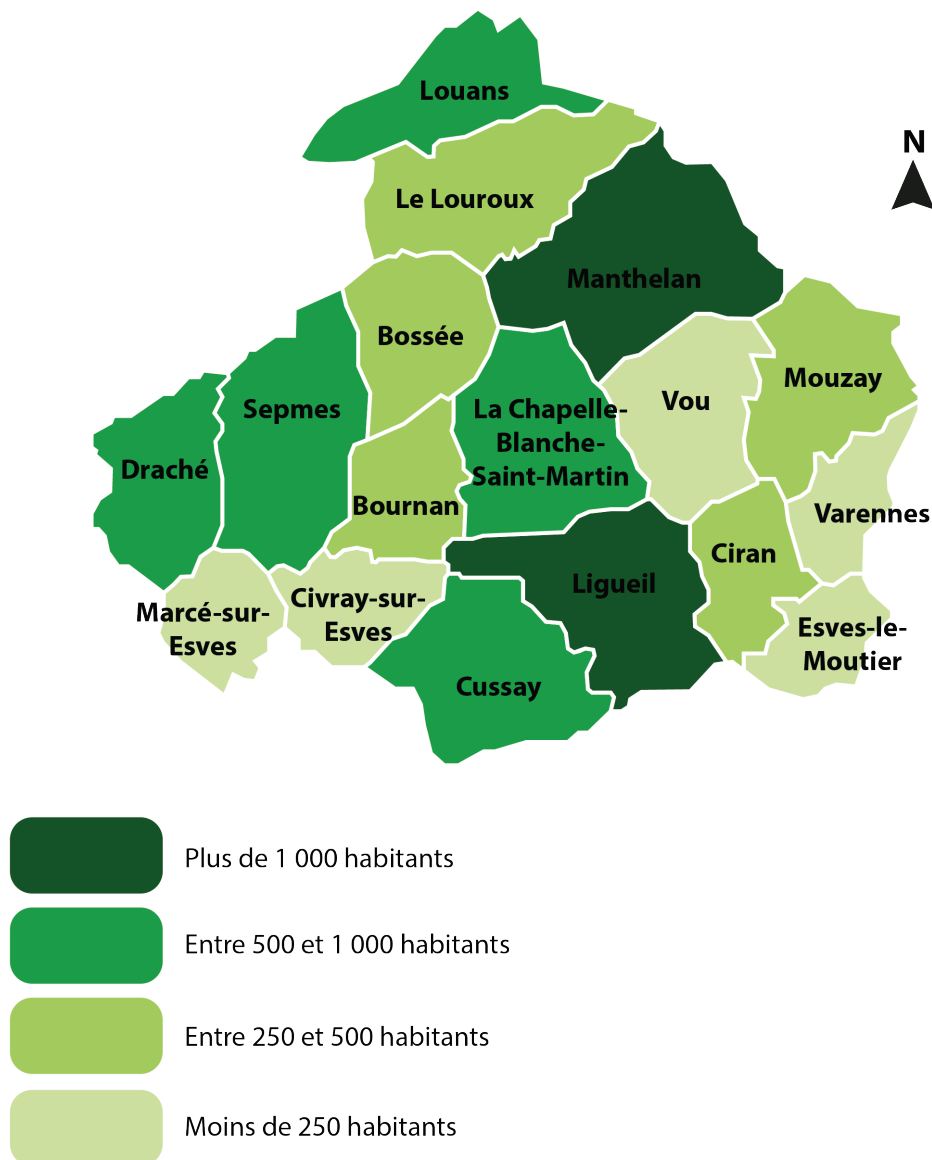 Louans
N
Le Louroux
Manthelan
Bossée
Mouzay
Vou
Sepmes
La Chapelle-
Blanche-
Saint-Martin
Draché
Bournan
Varennes
Ciran
Ligueil
Civray-sur-
Esves
Marcé-sur-
Esves
Esves-le-
Moutier
Cussay
Plus de 1 000 habitants
Entre 500 et 1 000 habitants
Entre 250 et 500 habitants
Moins de 250 habitants